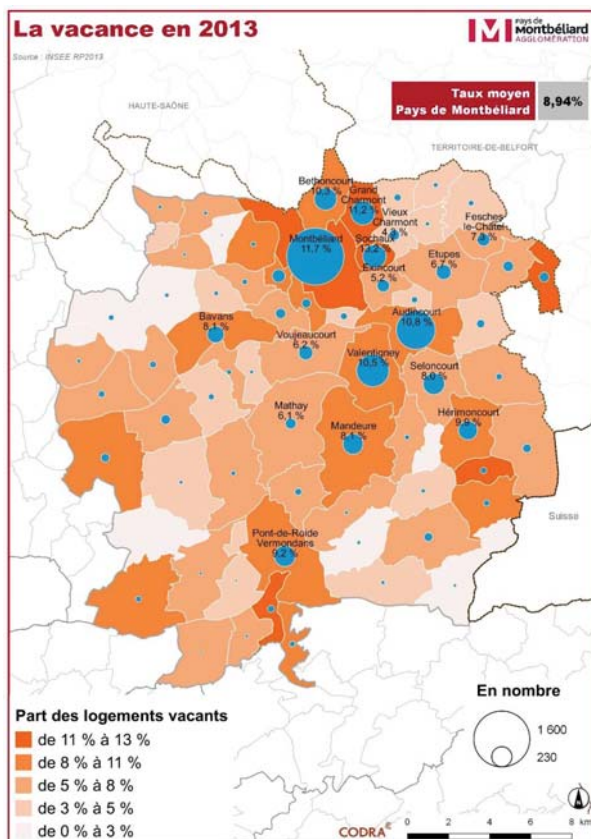 La vacance en 2013
pays de
Montbéliard
AGGLOMÉRATION
Source : INSEE RP2013
Taux moyen
Pays de Montbéliard
8,94%
HAUTE-SAÔNE
TERRITOIRE-DE-BELFORT
Bethoncourt
10,3 %
Grand
Charmont
11,2 %
Vieux
Charmont
4,3 %
Fesches
le-Châtel
7,3 %
Montbéliard
11,7 %
Sochaux
13,2 %
Exincourt
5,2 %
Etupes
6,7 %
Bavans
8,1 %
Audincourt
10,8 %
Voujeaucourt
6,2 %
Valentigney
10,5 %
Seloncourt
8,0 %
Mathay
6,1 %
Mandeure
8,1 %
Hérimoncourt
9,9 %
Suisse
Pont-de-Roide
Vermondans
9,2 %
Part des logements vacants
de 11 % à 13 %
de 8 % à 11 %
de 5 % à 8 %
de 3 % à 5 %
de 0 % à 3 %
En nombre
1 600
230
CODRA
0 2 4 6 8 km